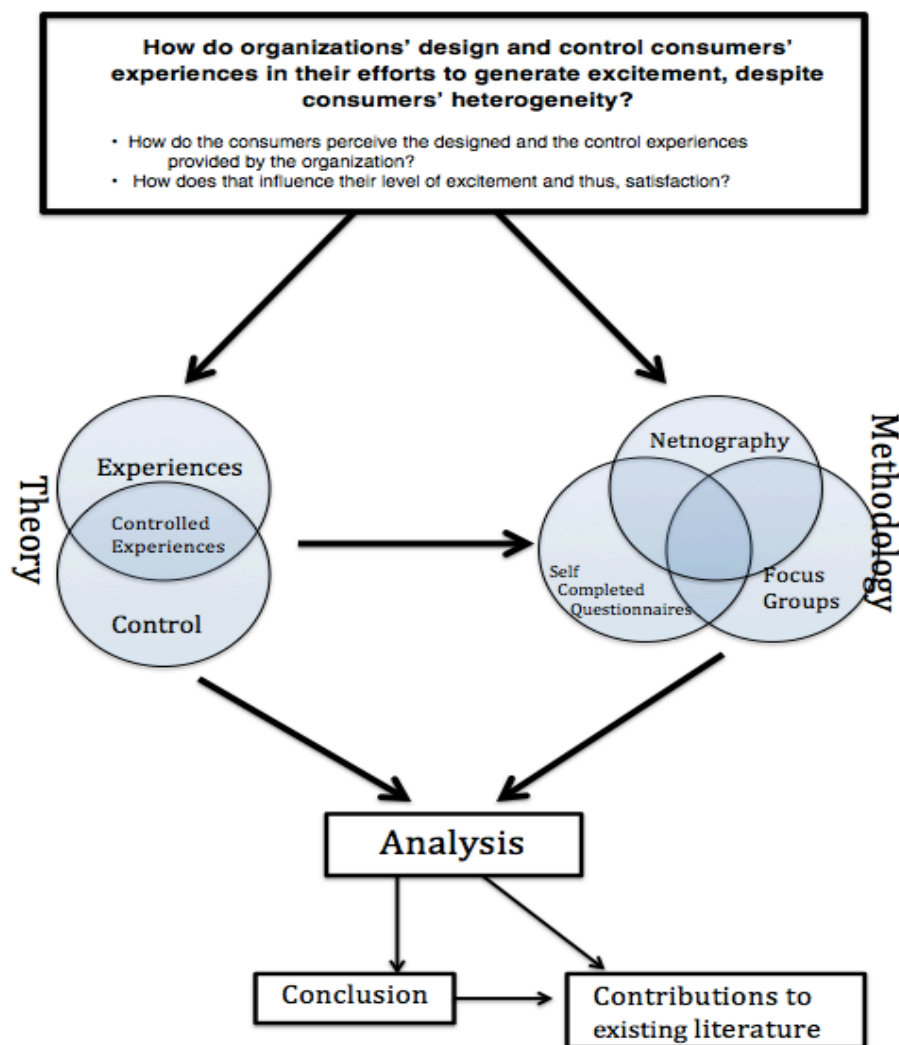 How do organizations' design and control consumers'
experiences in their efforts to generate excitement, despite
consumers' heterogeneity?
• How do the consumers perceive the designed and the control experiences
provided by the organization?
• How does that influence their level of excitement and thus, satisfaction?
Theory
Experiences
Controlled
Experiences
Control
Methodology
Netnography
Self
Completed
Questionnaires
Focus
Groups
Analysis
Conclusion
Contributions to
existing literature